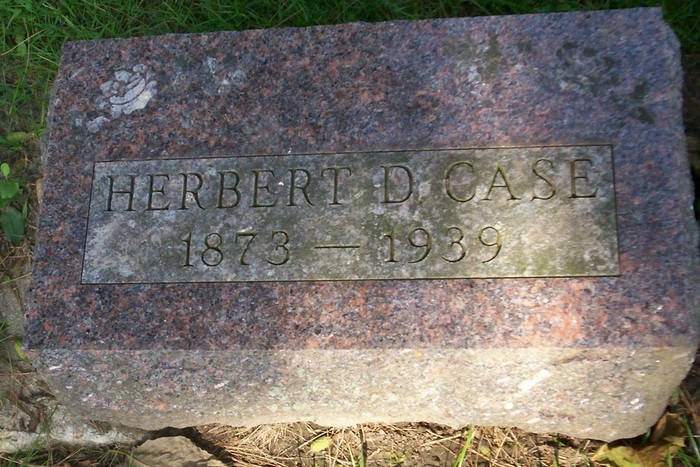 HERBERT D. CASE
1873 — 1939